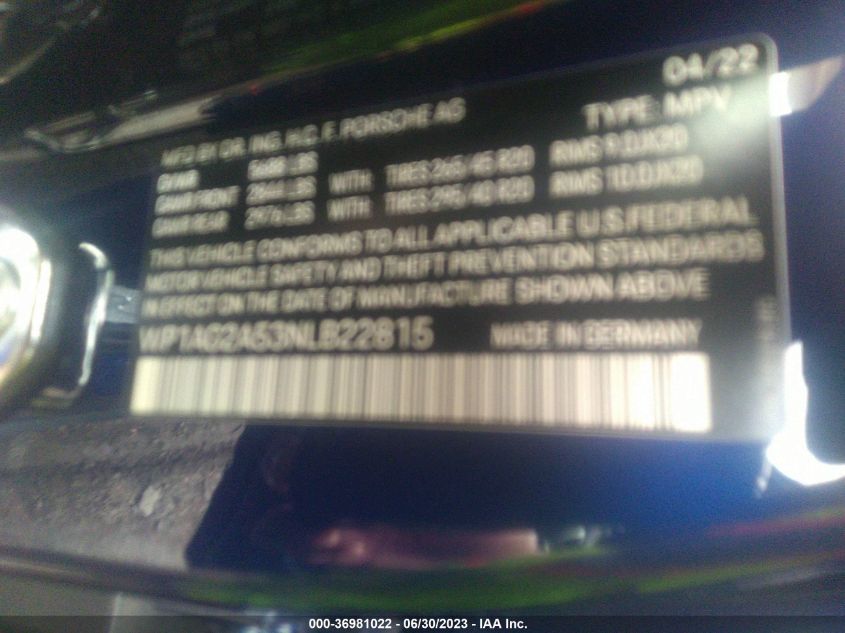 04/22
MFD BY DR. ING. H.C. F. PORSCHE AG TYPE: MPV
GVWR 5688 LBS
GAWR FRONT 2844 LBS WITH TIRES 265/45 R20 RIMS 9.0JX20
GAWR REAR 2976 LBS WITH TIRES 295/40 R20 RIMS 10.0JX20
THIS VEHICLE CONFORMS TO ALL APPLICABLE U.S. FEDERAL
MOTOR VEHICLE SAFETY AND THEFT PREVENTION STANDARDS
IN EFFECT ON THE DATE OF MANUFACTURE SHOWN ABOVE
WP1AG2A53NLB22815 MADE IN GERMANY
000-36981022 - 06/30/2023 - IAA Inc.